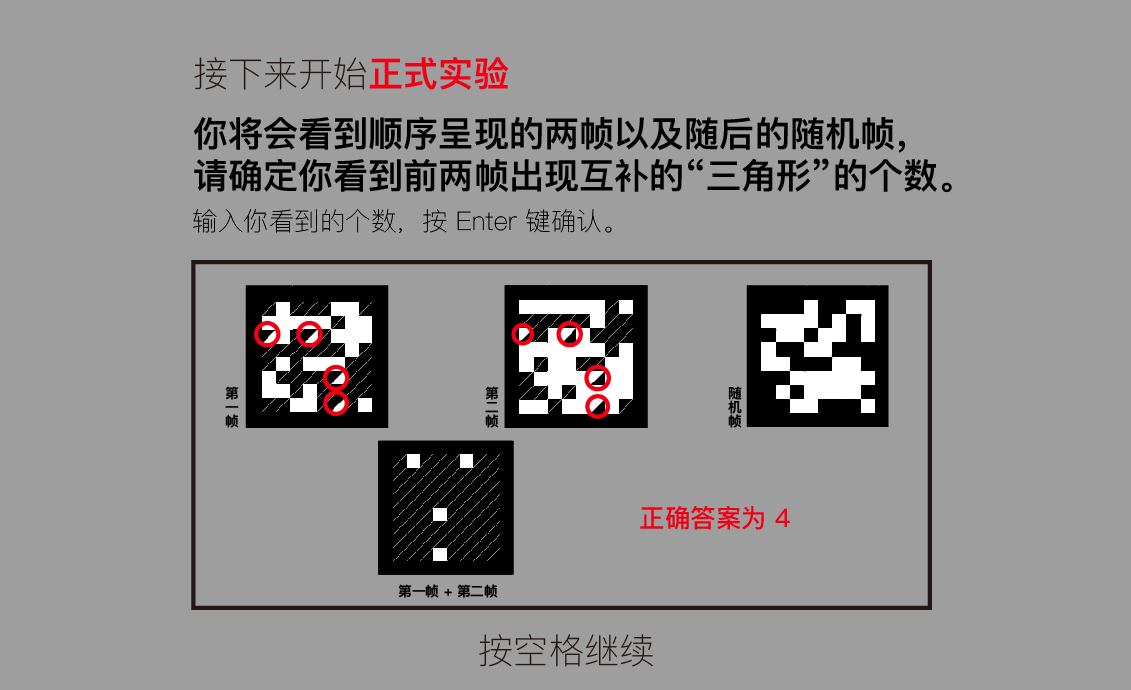 接下来开始正式实验
你将会看到顺序呈现的两帧以及随后的随机帧，
请确定你看到前两帧出现互补的“三角形”的个数。
输入你看到的个数，按 Enter 键确认。
第一帧
第二帧
随机帧
正确答案为 4
第一帧 + 第二帧
按空格继续